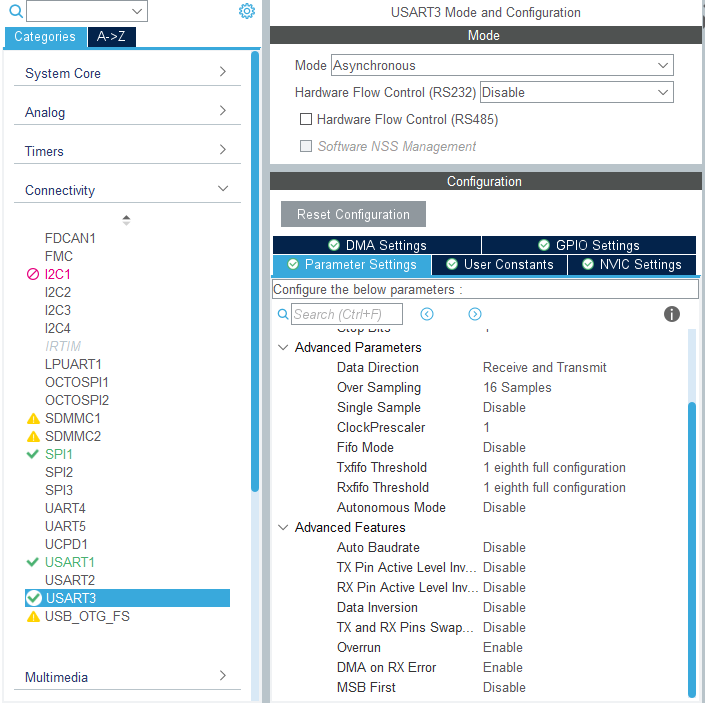 Categories A->Z
System Core
Analog
Timers
Connectivity
FDCAN1
FMC
I2C1
I2C2
I2C3
I2C4
IRTIM
LPUART1
OCTOSPI1
OCTOSPI2
SDMMC1
SDMMC2
SPI1
SPI2
SPI3
UART4
UART5
UCPD1
USART1
USART2
USART3
USB_OTG_FS
Multimedia
USART3 Mode and Configuration
Mode
Mode Asynchronous
Hardware Flow Control (RS232) Disable
Hardware Flow Control (RS485)
Software NSS Management
Configuration
Reset Configuration
DMA Settings GPIO Settings
Parameter Settings User Constants NVIC Settings
Configure the below parameters :
Search (Ctrl+F)
Stop Bits 1
Advanced Parameters
Data Direction Receive and Transmit
Over Sampling 16 Samples
Single Sample Disable
ClockPrescaler 1
Fifo Mode Disable
Txfifo Threshold 1 eighth full configuration
Rxfifo Threshold 1 eighth full configuration
Autonomous Mode Disable
Advanced Features
Auto Baudrate Disable
TX Pin Active Level Inv... Disable
RX Pin Active Level Inv... Disable
Data Inversion Disable
TX and RX Pins Swap... Disable
Overrun Enable
DMA on RX Error Enable
MSB First Disable